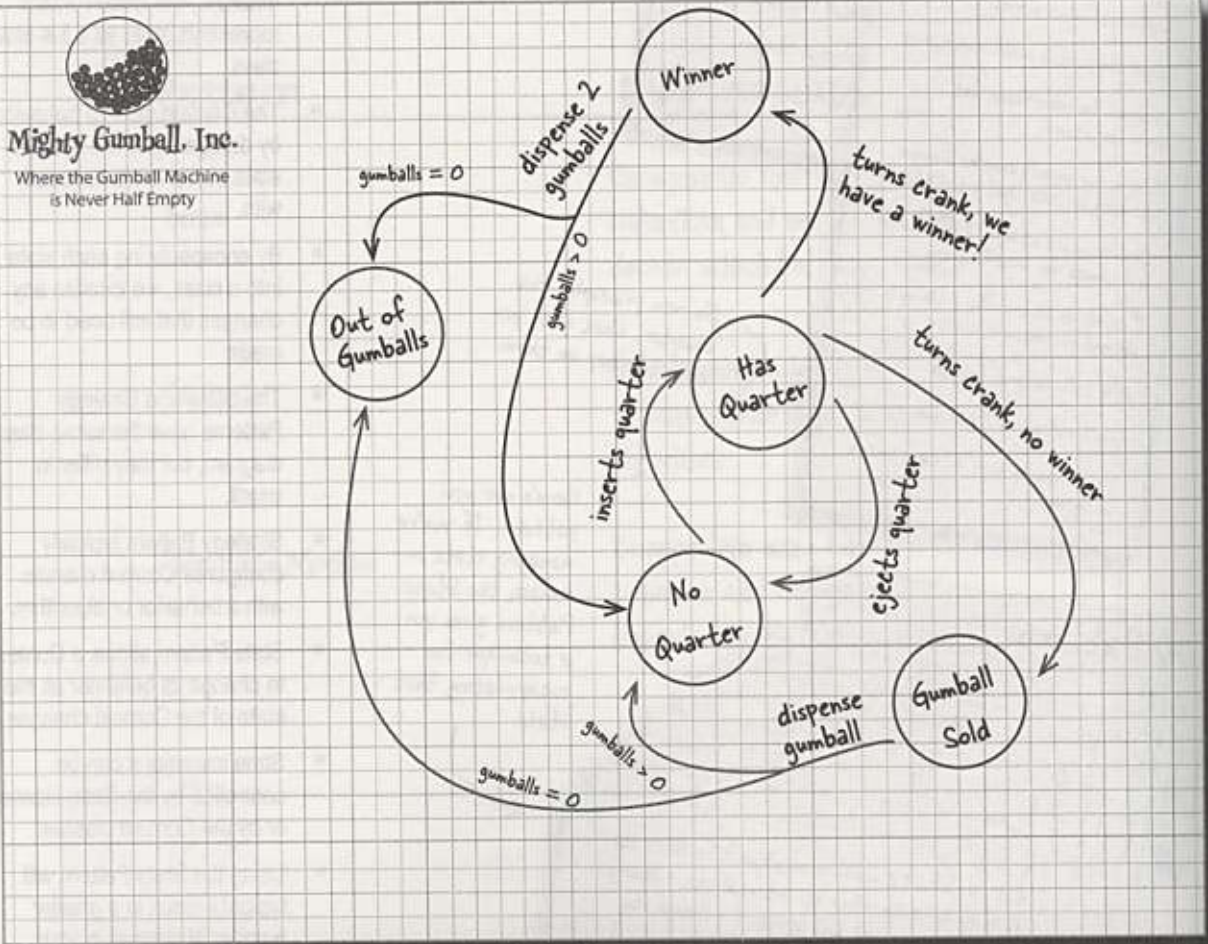 Mighty Gumball, Inc.
Where the Gumball Machine
is Never Half Empty
Winner
dispense 2
gumballs
gumballs = 0
turns crank, we
have a winner!
gumballs > 0
Out of
Gumballs
Has
Quarter
inserts quarter
turns crank, no winner
ejects quarter
No
Quarter
Gumball
Sold
dispense
gumball
gumballs > 0
gumballs = 0